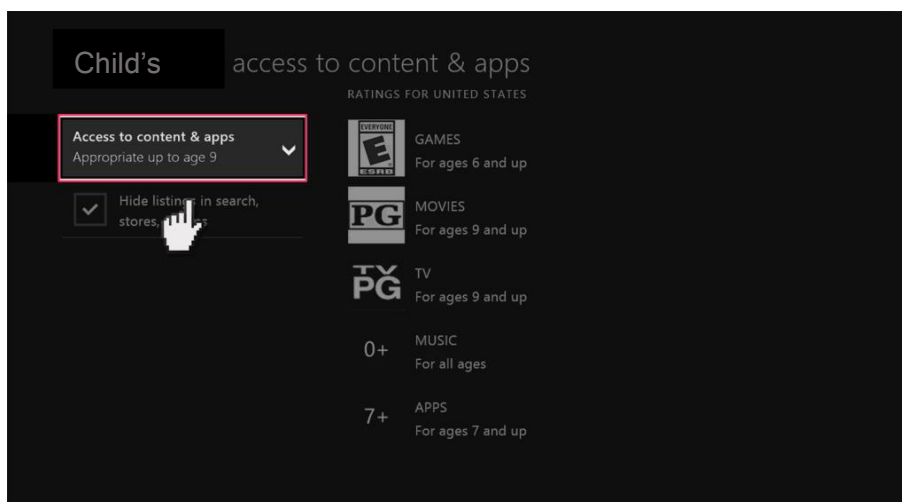 Child's access to content & apps
RATINGS FOR UNITED STATES
Access to content & apps
Appropriate up to age 9
Hide listings in search,
stores,
EVERYONE
E
ESRB
GAMES
For ages 6 and up
PG
MOVIES
For ages 9 and up
TV
PG
TV
For ages 9 and up
0+
MUSIC
For all ages
7+
APPS
For ages 7 and up